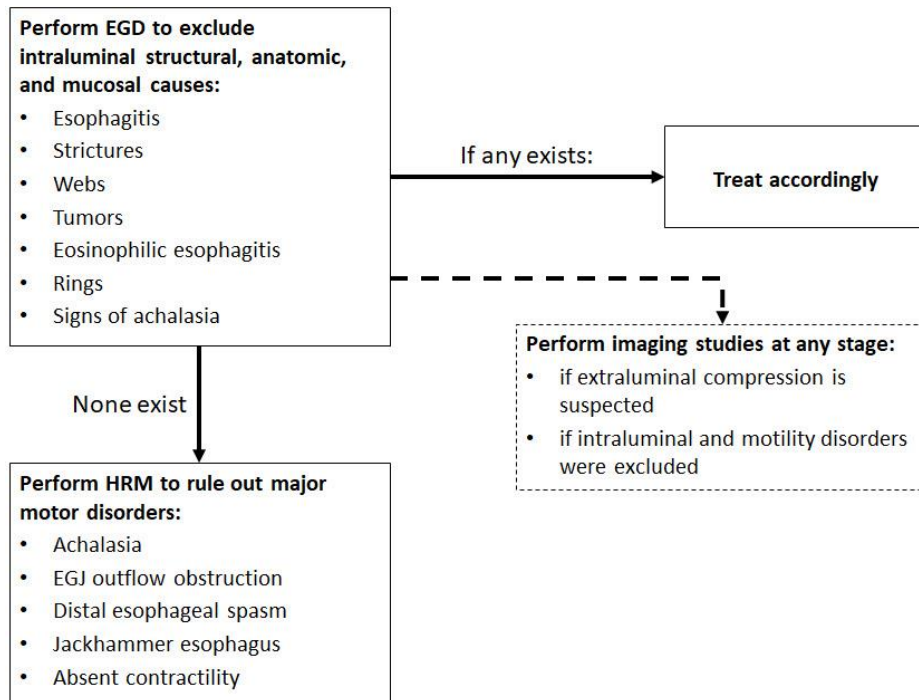 Perform EGD to exclude
intraluminal structural, anatomic,
and mucosal causes:
• Esophagitis
• Strictures
• Webs
• Tumors
• Eosinophilic esophagitis
• Rings
• Signs of achalasia
If any exists:
Treat accordingly
Perform imaging studies at any stage:
• if extraluminal compression is
suspected
• if intraluminal and motility disorders
were excluded
None exist
Perform HRM to rule out major
motor disorders:
• Achalasia
• EGJ outflow obstruction
• Distal esophageal spasm
• Jackhammer esophagus
• Absent contractility